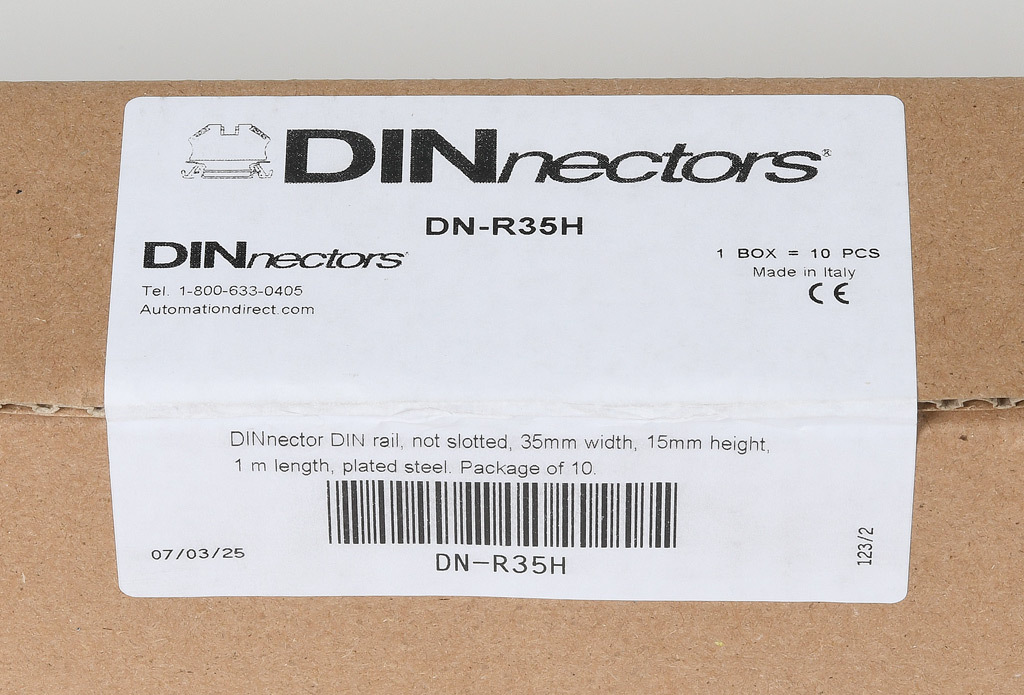 DINnectors®
DN-R35H
DINnectors®
Tel. 1-800-633-0405
Automationdirect.com
1 BOX = 10 PCS
Made in Italy
CE
DINnector DIN rail, not slotted, 35mm width, 15mm height,
1 m length, plated steel. Package of 10.
DN-R35H
07/03/25
123/2